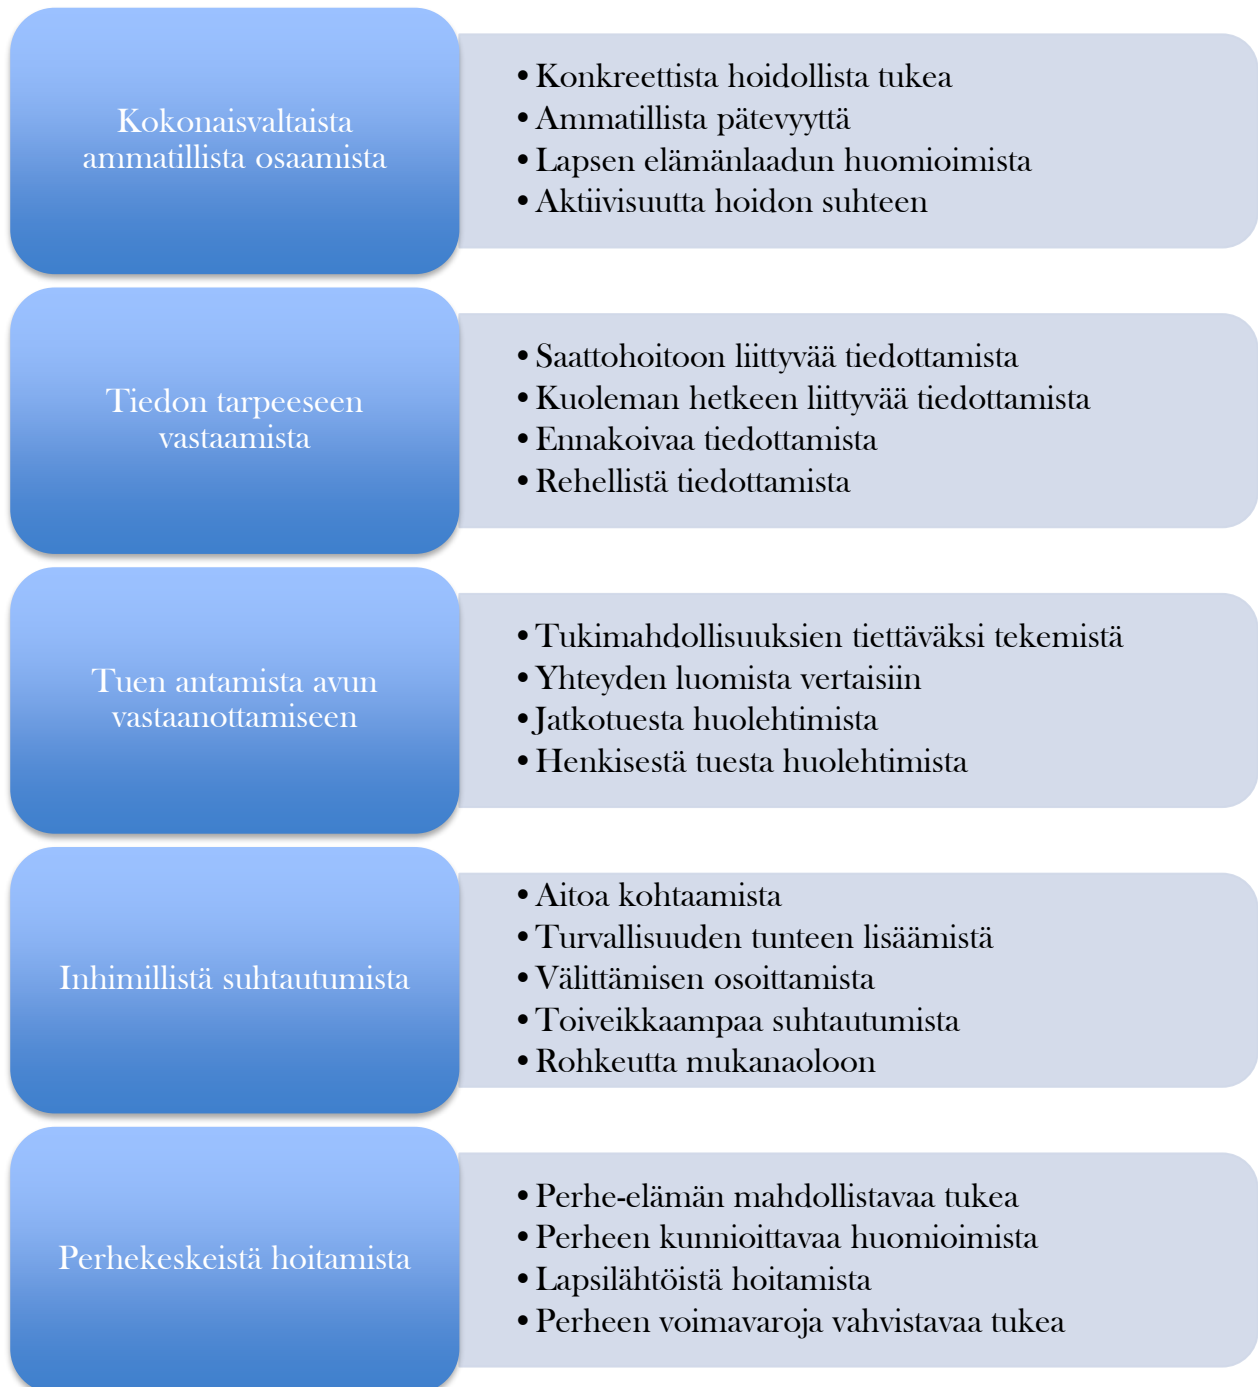 Kokonaisvaltaista
ammatillista osaamista
• Konkreettista hoidollista tukea
• Ammatillista pätevyyttä
• Lapsen elämänlaadun huomioimista
• Aktiivisuutta hoidon suhteen
Tiedon tarpeeseen
vastaamista
• Saattohoitoon liittyvää tiedottamista
• Kuoleman hetkeen liittyvää tiedottamista
• Ennakoivaa tiedottamista
• Rehellistä tiedottamista
Tuen antamista avun
vastaanottamiseen
• Tukimahdollisuuksien tiettäväksi tekemistä
• Yhteyden luomista vertaisiin
• Jatkotuesta huolehtimista
• Henkisestä tuesta huolehtimista
Inhimillistä suhtautumista
• Aitoa kohtaamista
• Turvallisuuden tunteen lisäämistä
• Välittämisen osoittamista
• Toiveikkaampaa suhtautumista
• Rohkeutta mukanaoloon
Perhekeskeistä hoitamista
• Perhe-elämän mahdollistavaa tukea
• Perheen kunnioittavaa huomioimista
• Lapsilähtöistä hoitamista
• Perheen voimavaroja vahvistavaa tukea